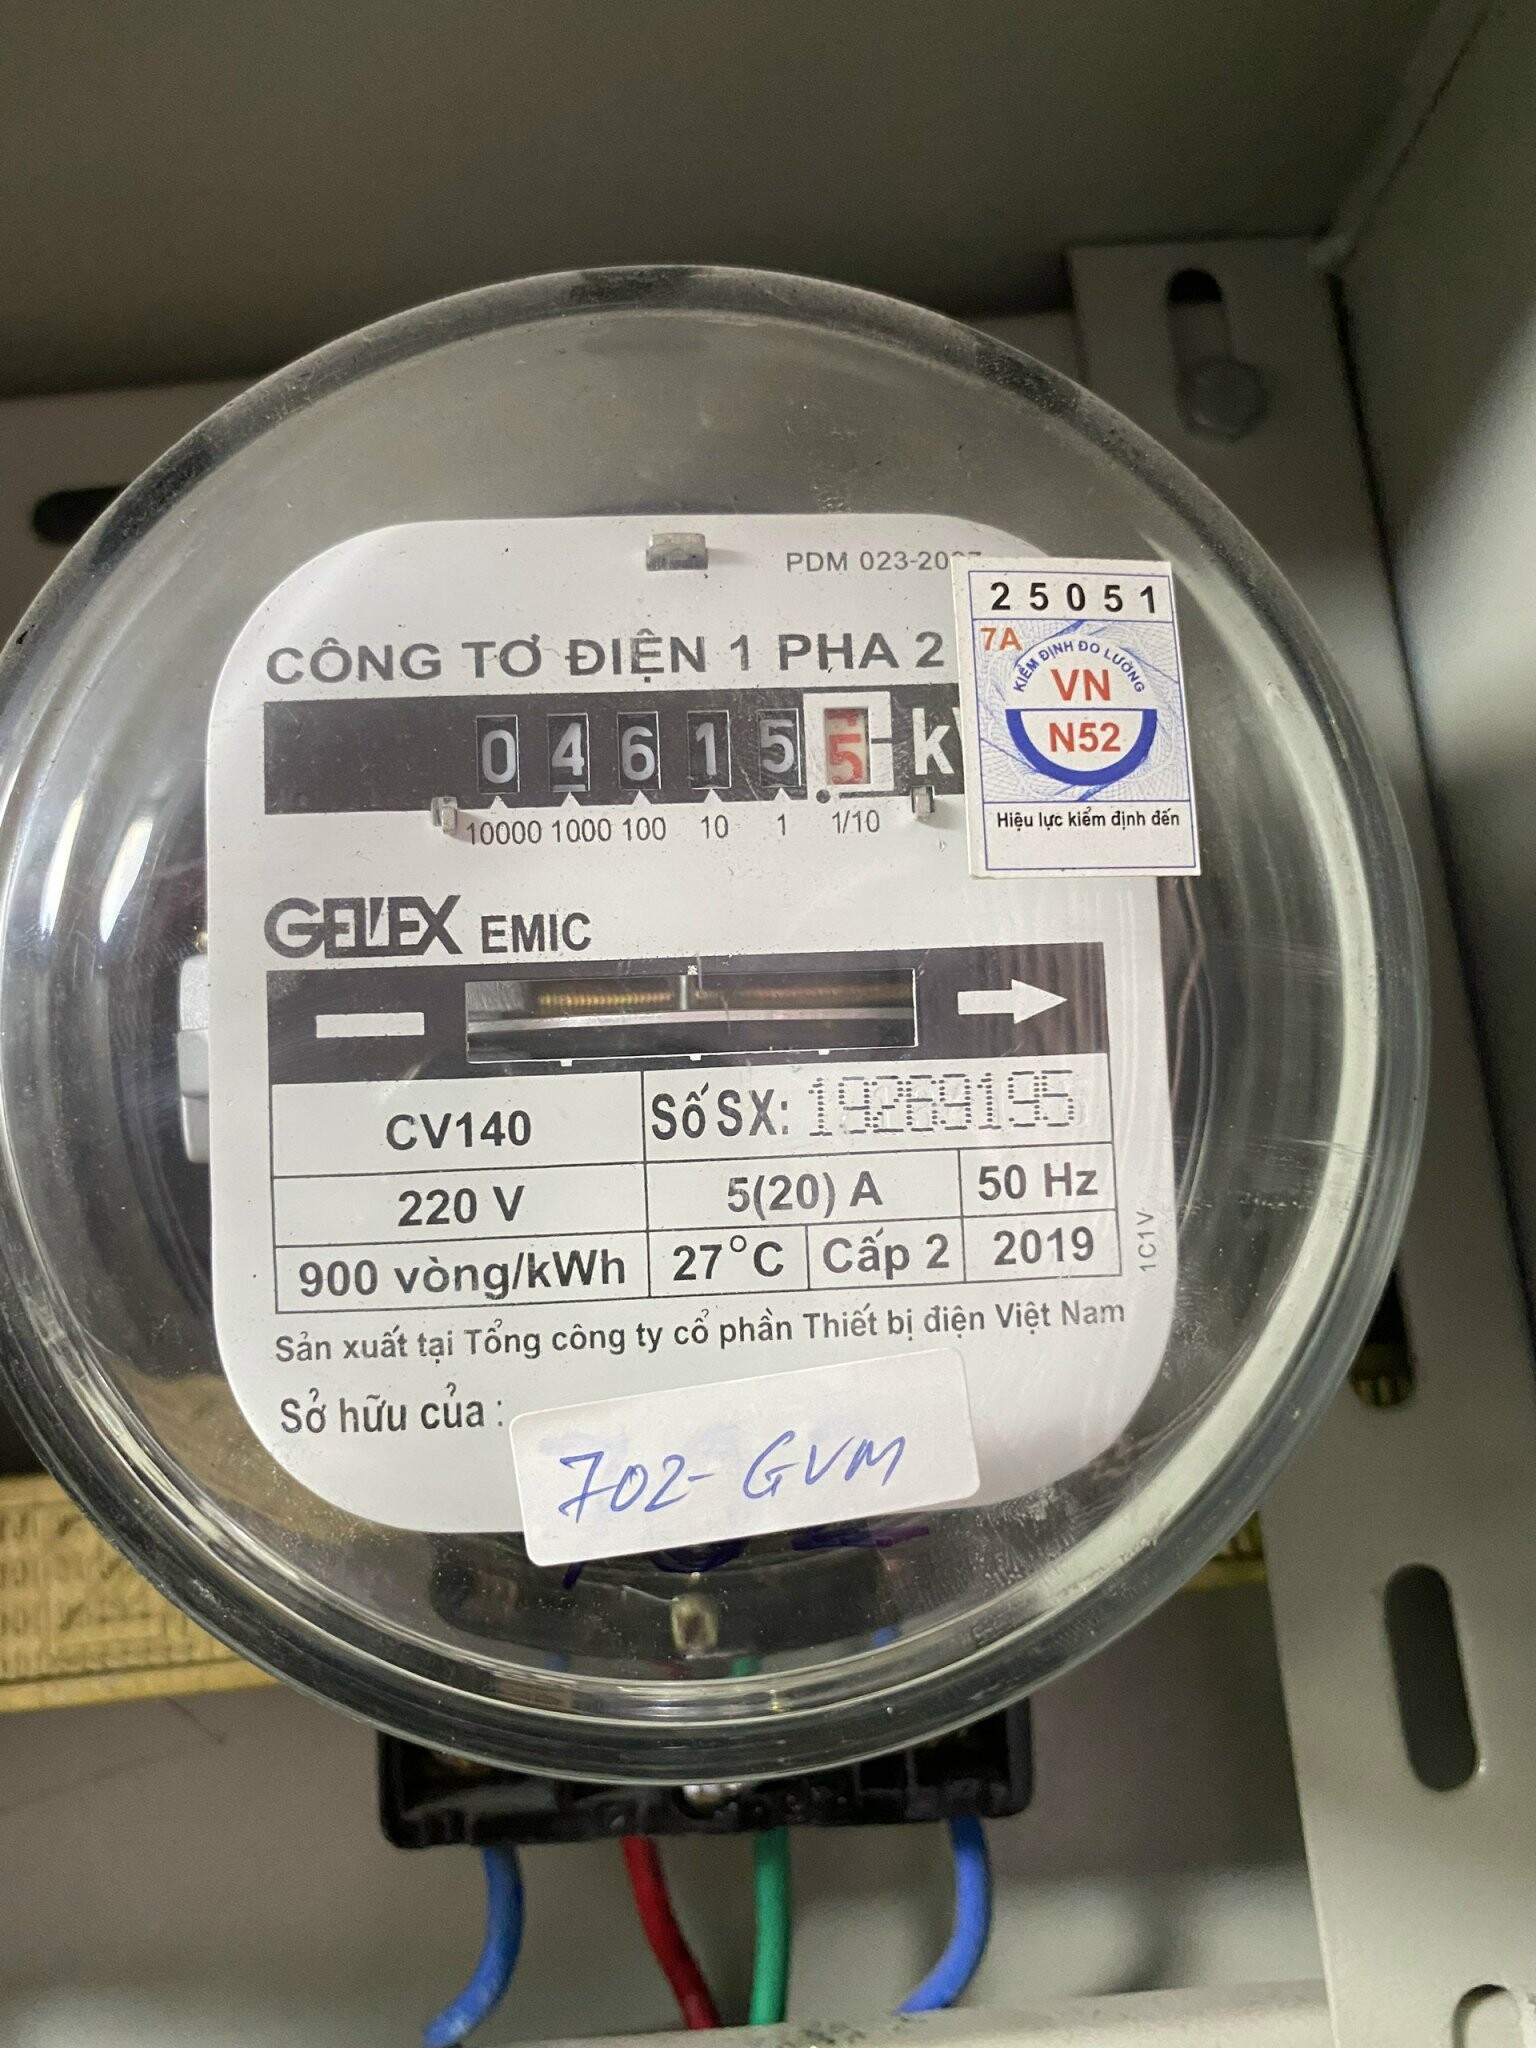 PDM 023-20
25051
7A
KIỂM ĐỊNH ĐO LƯỜNG
VN
N52
Hiệu lực kiểm định đến
CÔNG TƠ ĐIỆN 1 PHA 2
0 4 6 1 5 5 k
10000 1000 100 10 1 1/10
GELEX EMIC
CV140 Số SX: 19269195
220 V 5(20) A 50 Hz
900 vòng/kWh 27°C Cấp 2 2019
1C1V
Sản xuất tại Tổng công ty cổ phần Thiết bị điện Việt Nam
Sở hữu của :
702- GVM